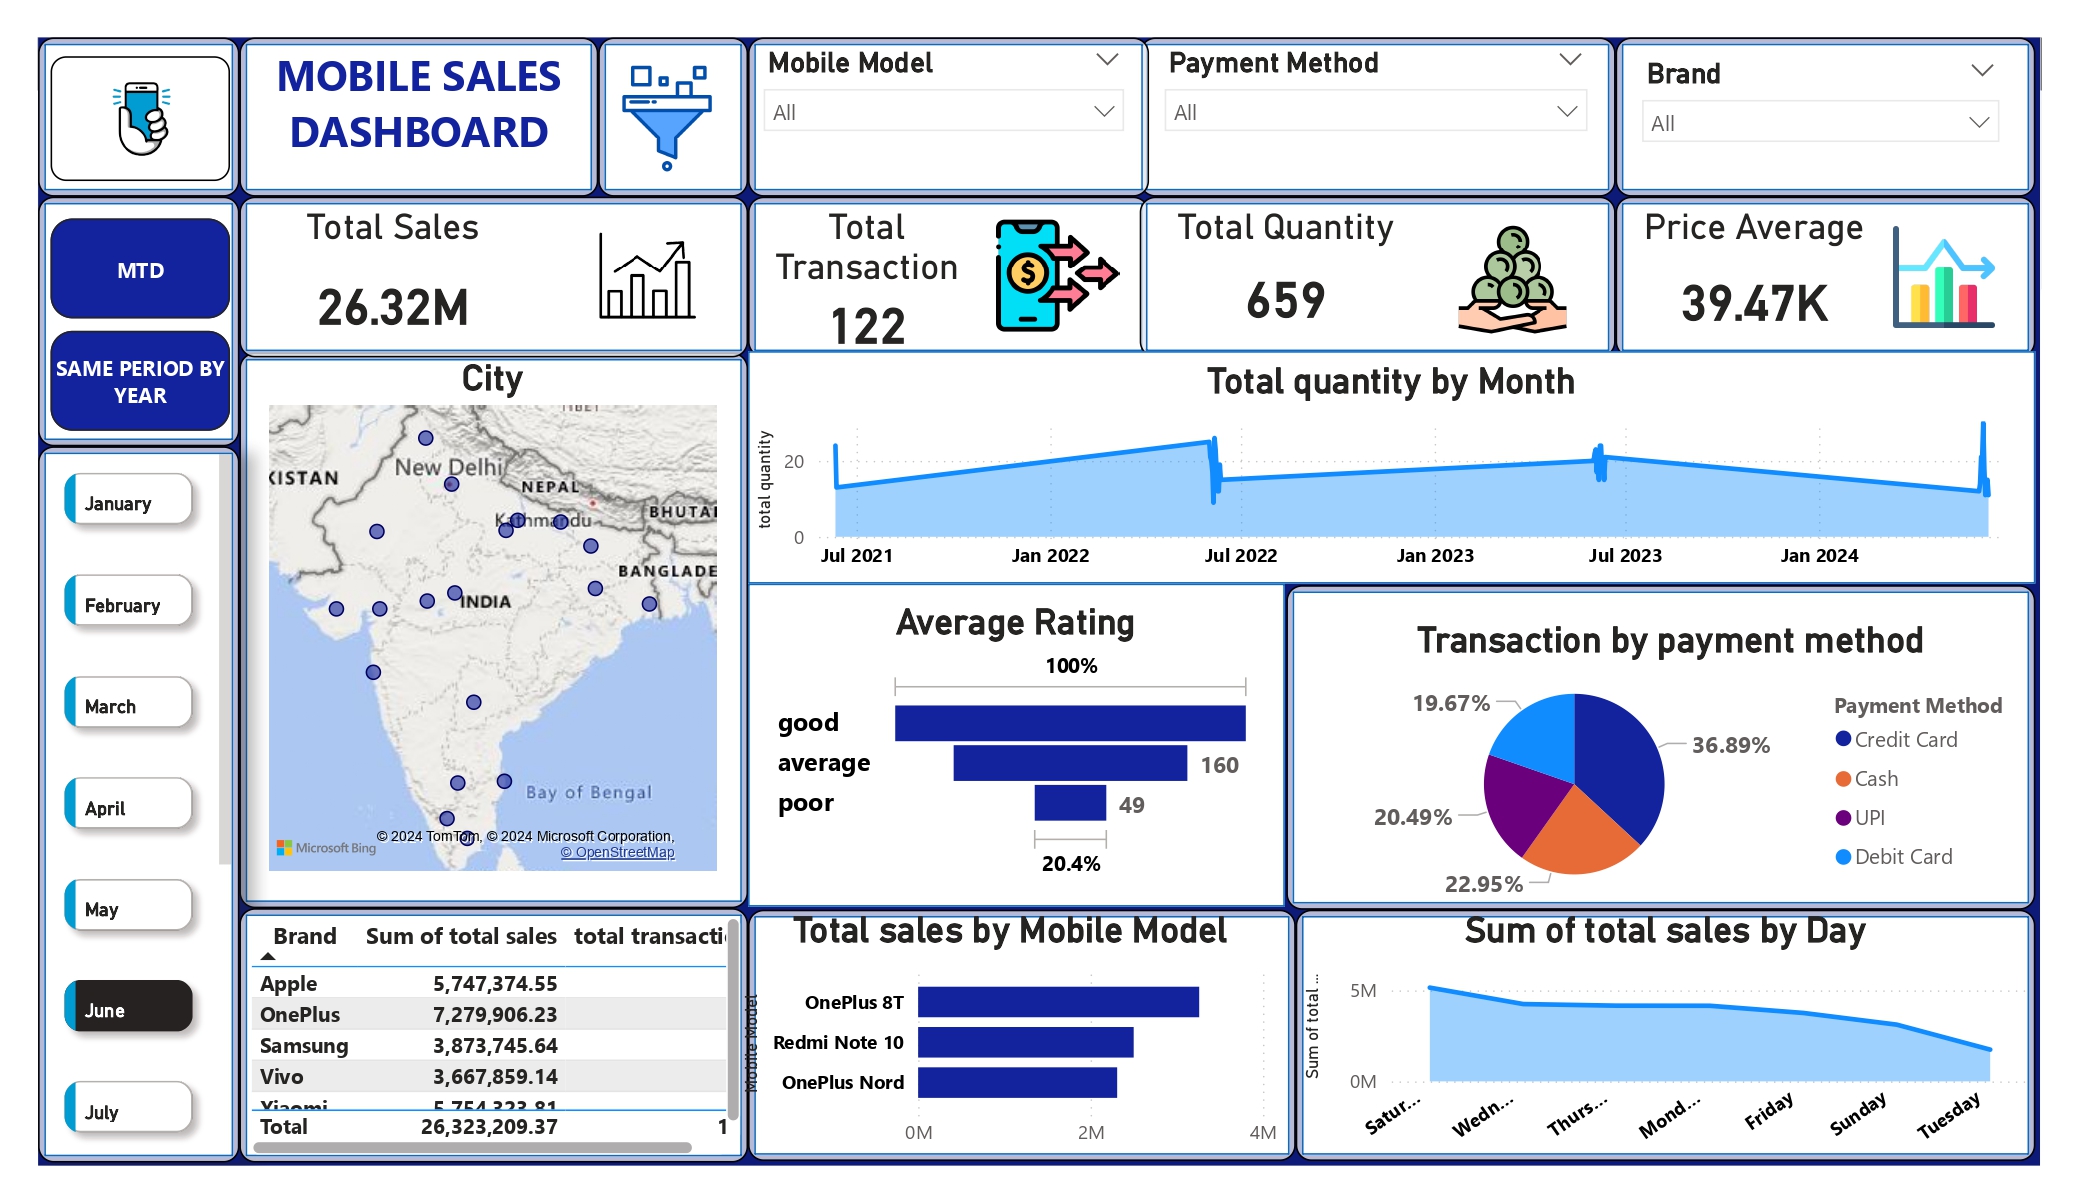 MOBILE SALES
DASHBOARD
Mobile Model
All
Payment Method
All
Brand
All
MTD
SAME PERIOD BY
YEAR
Total Sales
26.32M
Total
Transaction
122
Total Quantity
659
Price Average
39.47K
January
February
March
April
May
June
July
City
New Delhi
NEPAL
Kathmandu
BHUTA
BANGLADE
INDIA
KISTAN
Bay of Bengal
Microsoft Bing
© 2024 TomTom, © 2024 Microsoft Corporation,
© OpenStreetMap
Total quantity by Month
total quantity
20
0
Jul 2021 Jan 2022 Jul 2022 Jan 2023 Jul 2023 Jan 2024
Average Rating
100%
good
average 160
poor 49
20.4%
Transaction by payment method
19.67%
36.89%
20.49%
22.95%
Payment Method
Credit Card
Cash
UPI
Debit Card
Brand Sum of total sales total transacti
Apple 5,747,374.55
OnePlus 7,279,906.23
Samsung 3,873,745.64
Vivo 3,667,859.14
Xiaomi 5,754,323.81
Total 26,323,209.37 1
Total sales by Mobile Model
Mobile Model
OnePlus 8T
Redmi Note 10
OnePlus Nord
0M 2M 4M
Sum of total sales by Day
Sum of total ...
5M
0M
Satur... Wedn... Thurs... Mond... Friday Sunday Tuesday